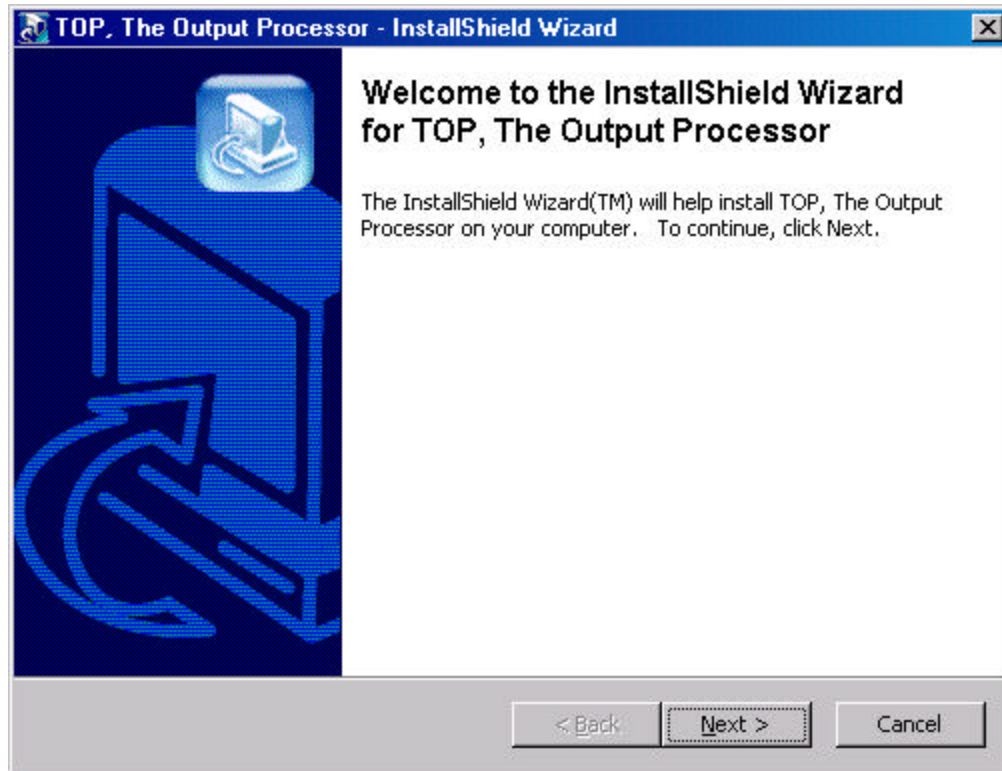 TOP, The Output Processor - InstallShield Wizard
Welcome to the InstallShield Wizard
for TOP, The Output Processor
The InstallShield Wizard(TM) will help install TOP, The Output
Processor on your computer.   To continue, click Next.
< Back
Next >
Cancel